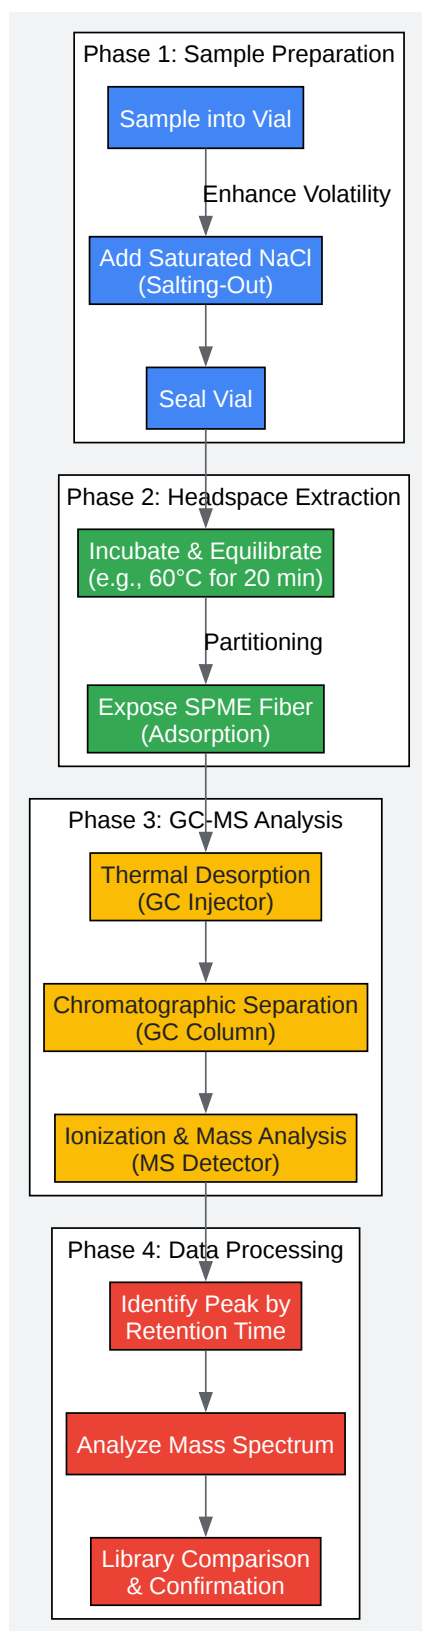 Phase 1: Sample Preparation
Sample into Vial
Enhance Volatility
Add Saturated NaCl
(Salting-Out)
Seal Vial
Phase 2: Headspace Extraction
Incubate & Equilibrate
(e.g., 60°C for 20 min)
Partitioning
Expose SPME Fiber
(Adsorption)
Phase 3: GC-MS Analysis
Thermal Desorption
(GC Injector)
Chromatographic Separation
(GC Column)
Ionization & Mass Analysis
(MS Detector)
Phase 4: Data Processing
Identify Peak by
Retention Time
Analyze Mass Spectrum
Library Comparison
& Confirmation